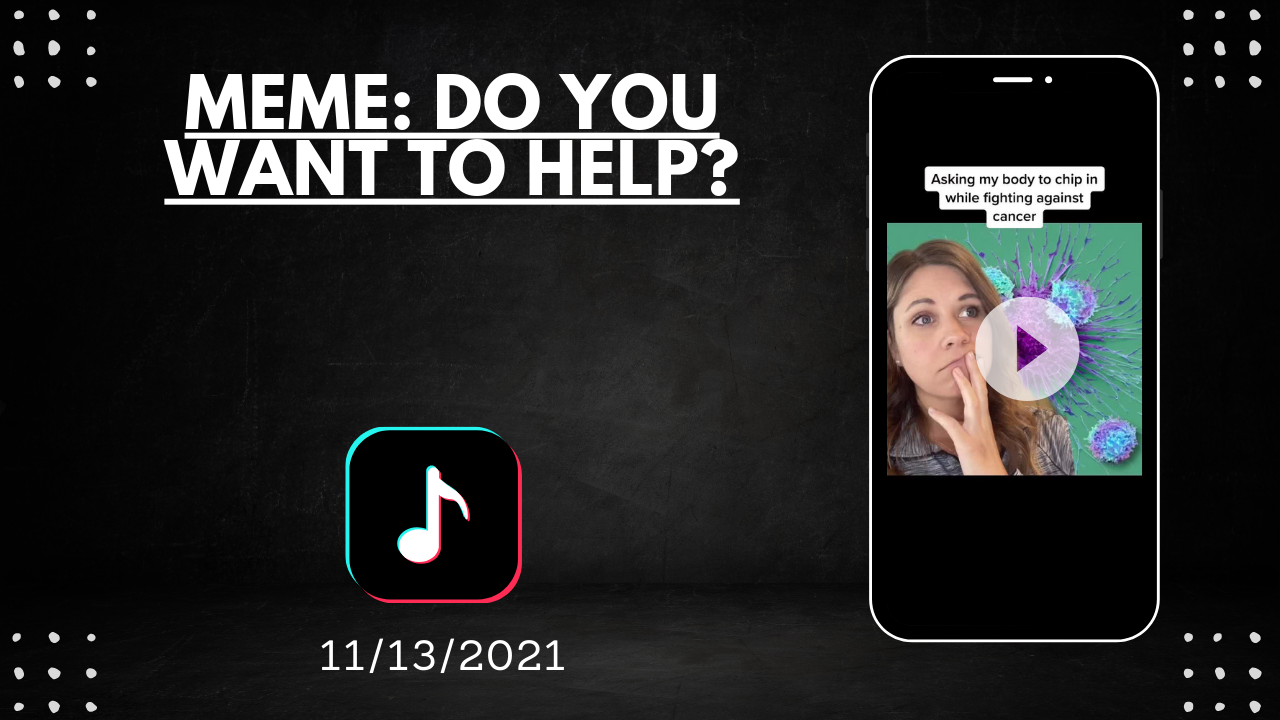 MEME: DO YOU
WANT TO HELP?
Asking my body to chip in
while fighting against
cancer
11/13/2021